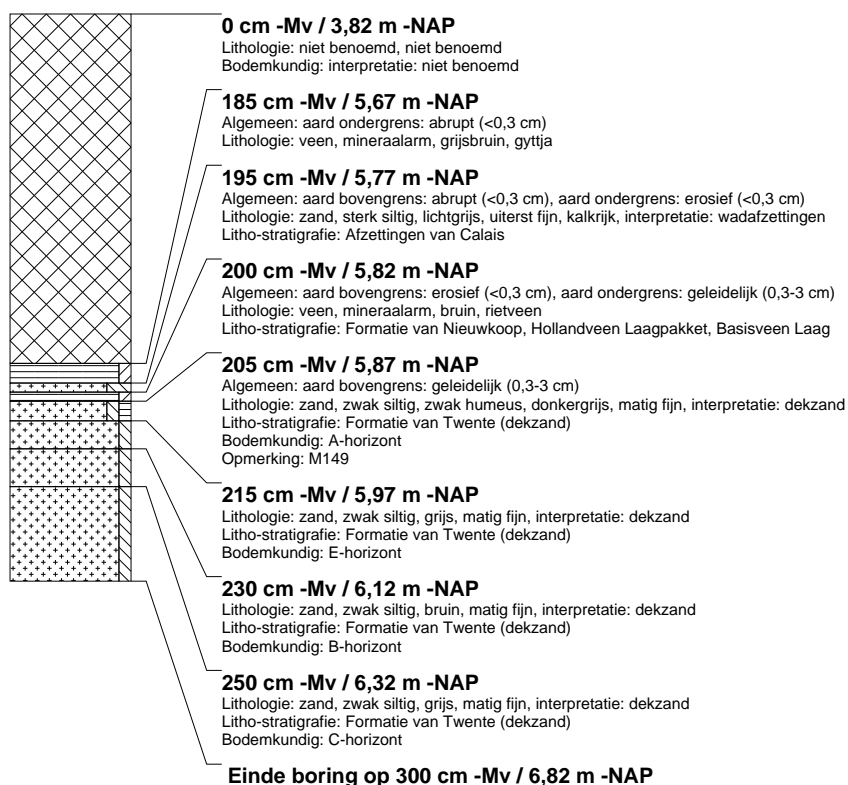 0 cm -Mv / 3,82 m -NAP
Lithologie: niet benoemd, niet benoemd
Bodemkundig: interpretatie: niet benoemd
185 cm -Mv / 5,67 m -NAP
Algemeen: aard ondergrens: abrupt (<0,3 cm)
Lithologie: veen, mineraalarm, grijsbruin, gyttja
195 cm -Mv / 5,77 m -NAP
Algemeen: aard bovengrens: abrupt (<0,3 cm), aard ondergrens: erosief (<0,3 cm)
Lithologie: zand, sterk siltig, lichtgrijs, uiterst fijn, kalkrijk, interpretatie: wadafzettingen
Litho-stratigrafie: Afzettingen van Calais
200 cm -Mv / 5,82 m -NAP
Algemeen: aard bovengrens: erosief (<0,3 cm), aard ondergrens: geleidelijk (0,3-3 cm)
Lithologie: veen, mineraalarm, bruin, rietveen
Litho-stratigrafie: Formatie van Nieuwkoop, Hollandveen Laagpakket, Basisveen Laag
205 cm -Mv / 5,87 m -NAP
Algemeen: aard bovengrens: geleidelijk (0,3-3 cm)
Lithologie: zand, zwak siltig, zwak humeus, donkergrijs, matig fijn, interpretatie: dekzand
Litho-stratigrafie: Formatie van Twente (dekzand)
Bodemkundig: A-horizont
Opmerking: M149
215 cm -Mv / 5,97 m -NAP
Lithologie: zand, zwak siltig, grijs, matig fijn, interpretatie: dekzand
Litho-stratigrafie: Formatie van Twente (dekzand)
Bodemkundig: E-horizont
230 cm -Mv / 6,12 m -NAP
Lithologie: zand, zwak siltig, bruin, matig fijn, interpretatie: dekzand
Litho-stratigrafie: Formatie van Twente (dekzand)
Bodemkundig: B-horizont
250 cm -Mv / 6,32 m -NAP
Lithologie: zand, zwak siltig, grijs, matig fijn, interpretatie: dekzand
Litho-stratigrafie: Formatie van Twente (dekzand)
Bodemkundig: C-horizont
Einde boring op 300 cm -Mv / 6,82 m -NAP